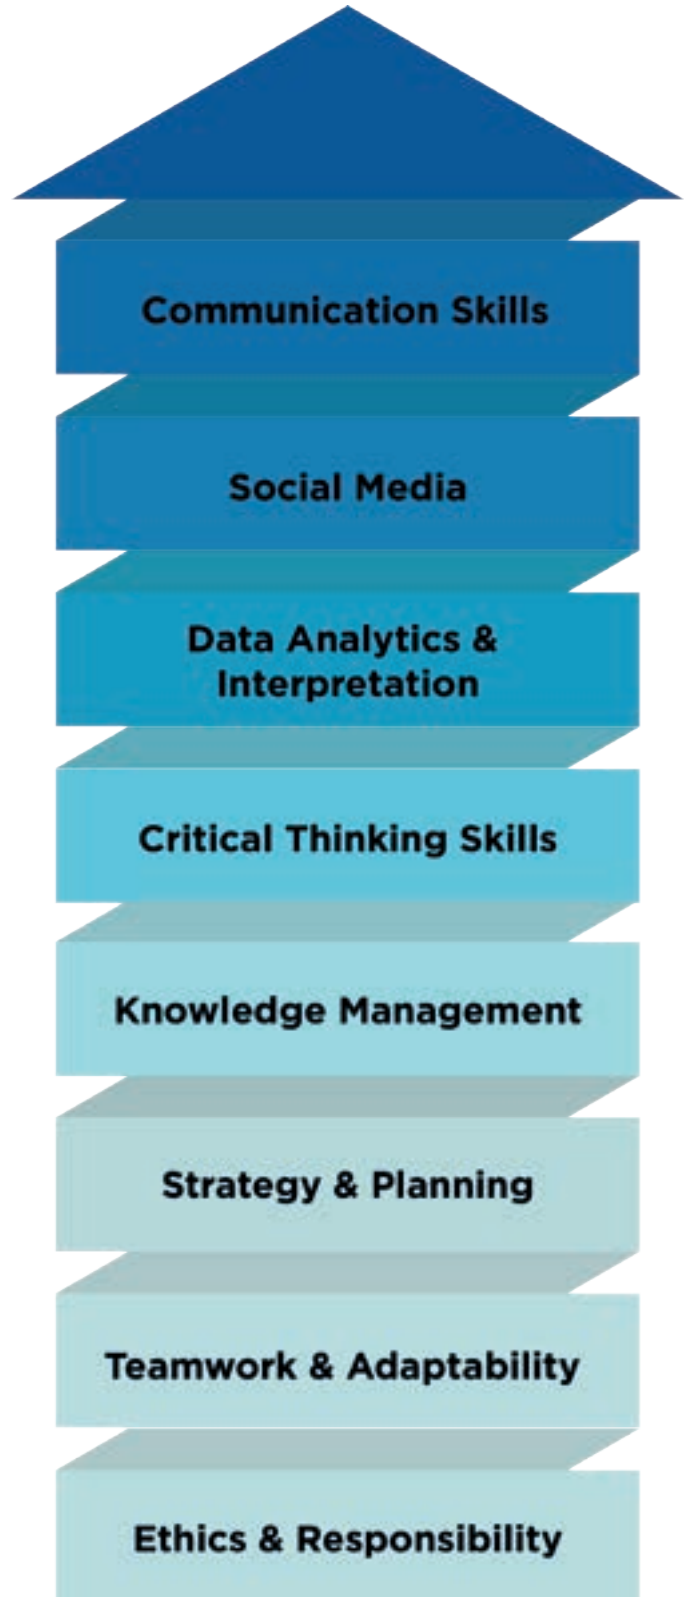 Communication Skills
Social Media
Data Analytics &
Interpretation
Critical Thinking Skills
Knowledge Management
Strategy & Planning
Teamwork & Adaptability
Ethics & Responsibility